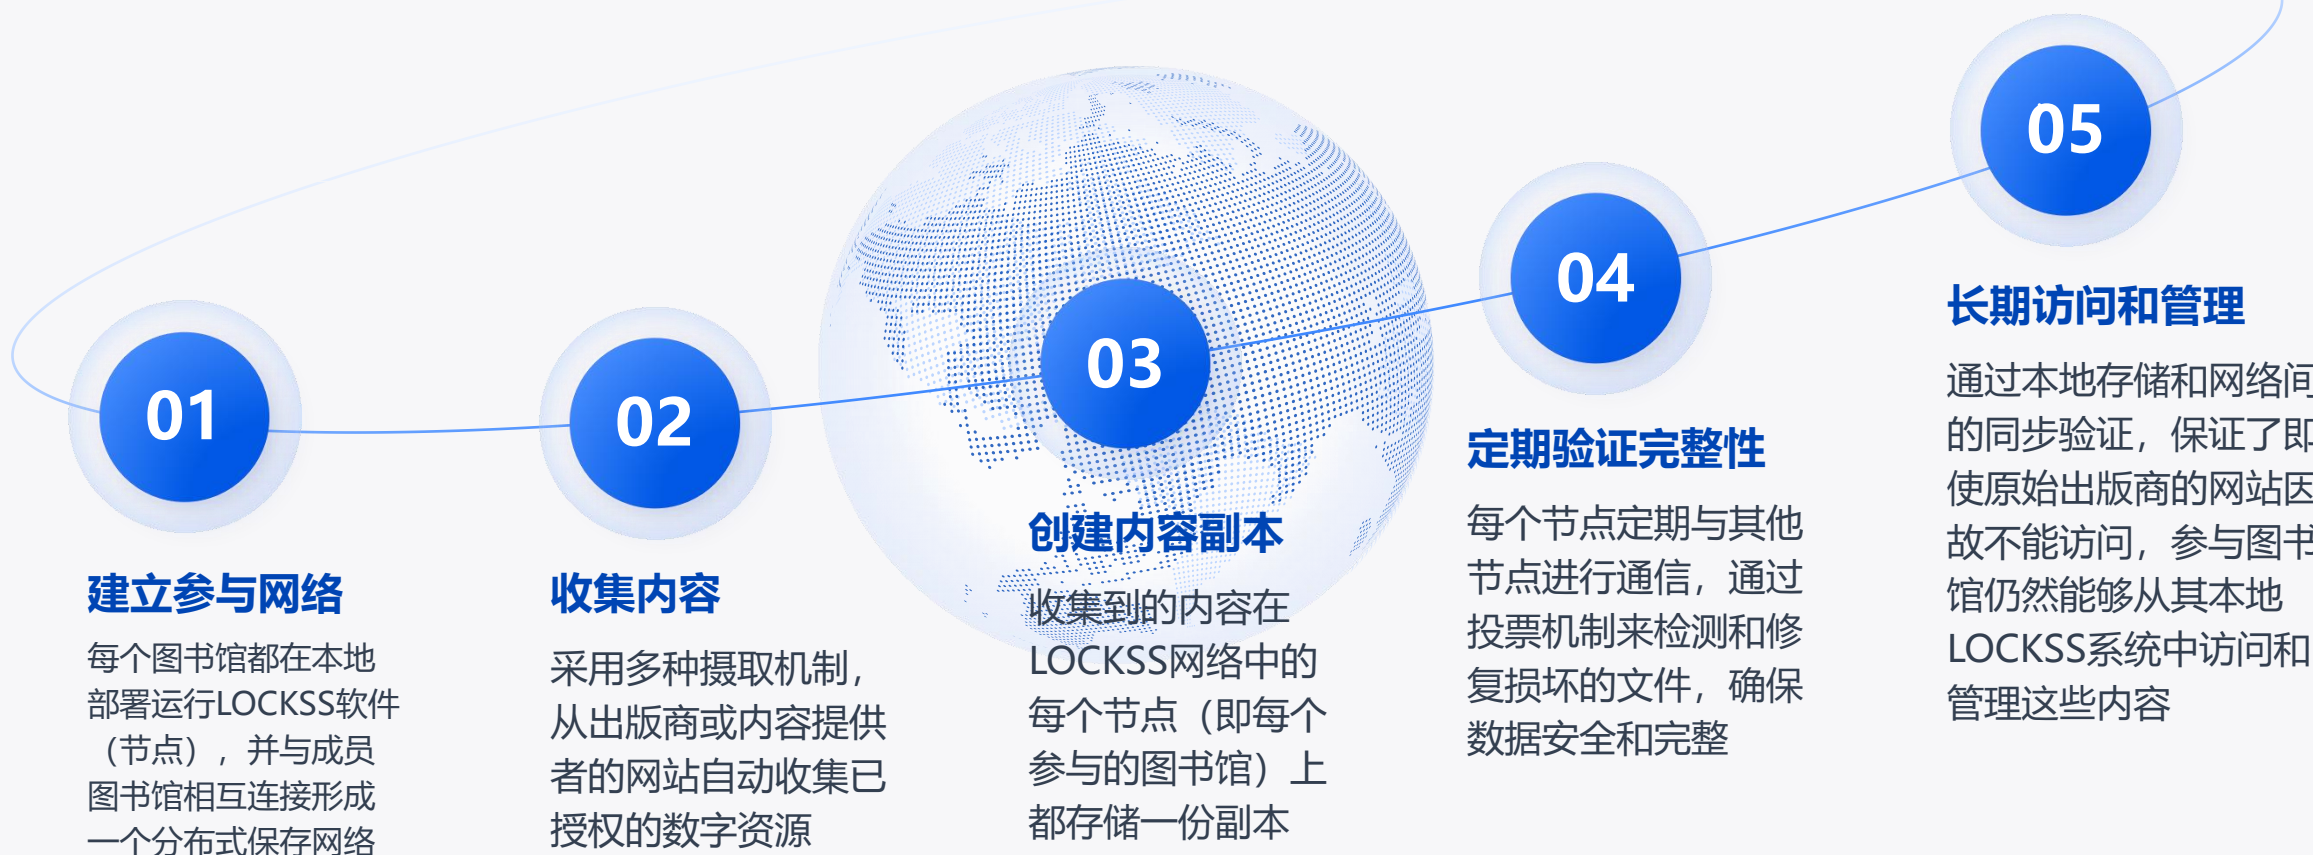 01
建立参与网络
每个图书馆都在本地
部署运行LOCKSS软件
（节点），并与成员
图书馆相互连接形成
一个分布式保存网络
02
收集内容
采用多种摄取机制，
从出版商或内容提供
者的网站自动收集已
授权的数字资源
03
创建内容副本
收集到的内容在
LOCKSS网络中的
每个节点（即每个
参与的图书馆）上
都存储一份副本
04
定期验证完整性
每个节点定期与其他
节点进行通信，通过
投票机制来检测和修
复损坏的文件，确保
数据安全和完整
05
长期访问和管理
通过本地存储和网络间
的同步验证，保证了即
使原始出版商的网站因
故不能访问，参与图书
馆仍然能够从其本地
LOCKSS系统中访问和
管理这些内容